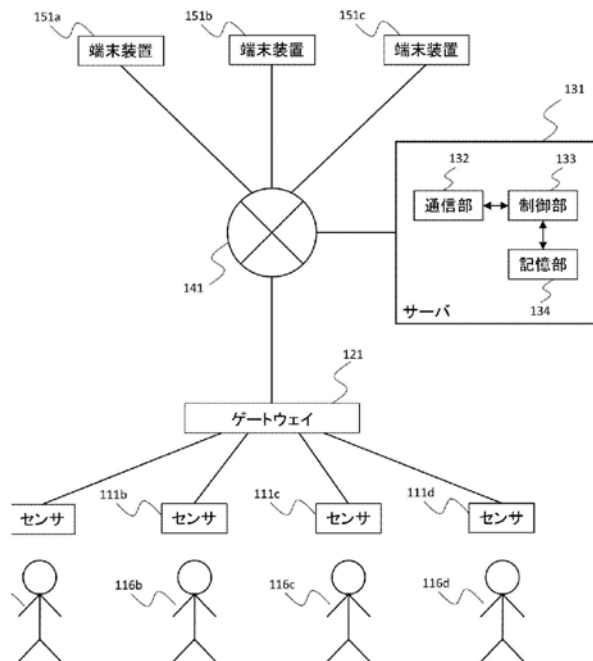 151a
151b
151c
端末装置
端末装置
端末装置
131
132
133
通信部
制御部
記憶部
134
サーバ
141
121
ゲートウェイ
111b
111c
111d
センサ
センサ
センサ
センサ
116b
116c
116d